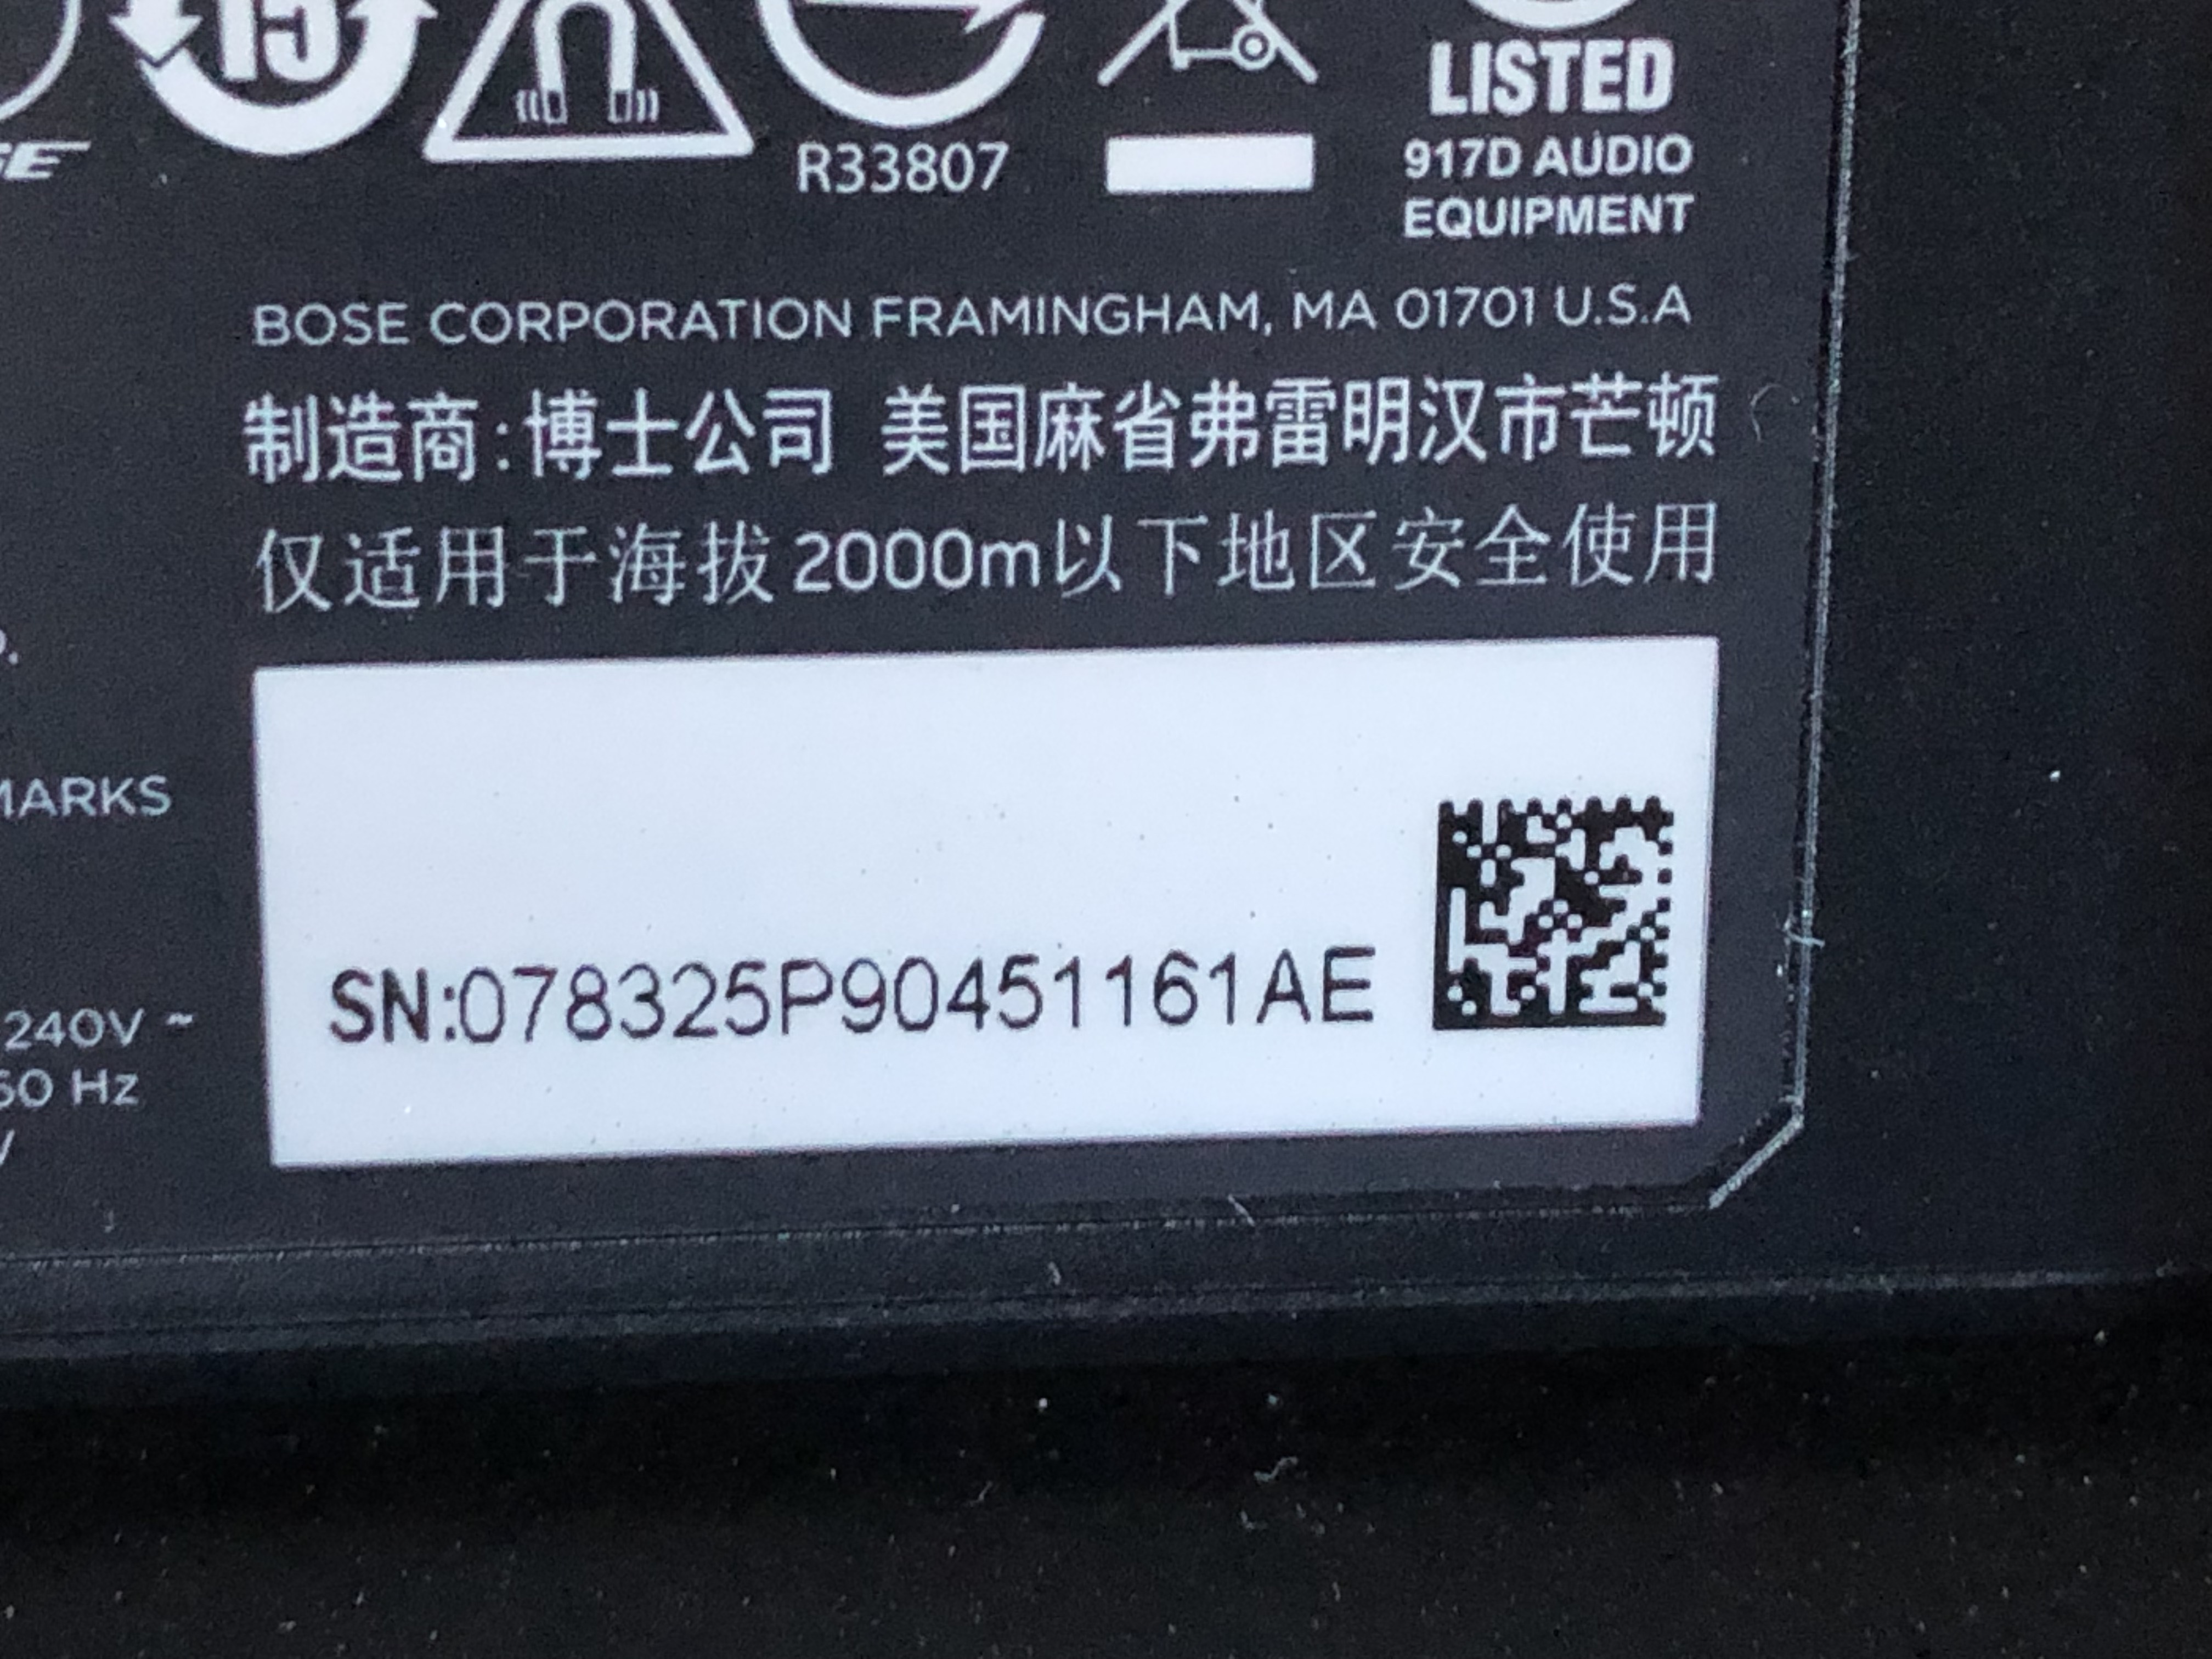 15
LISTED
R33807
917D AUDIO
EQUIPMENT
BOSE CORPORATION FRAMINGHAM, MA 01701 U.S.A
制造商:博士公司 美国麻省弗雷明汉市芒顿
仅适用于海拔2000m以下地区安全使用
SN:078325P90451161AE
240V ~
Hz